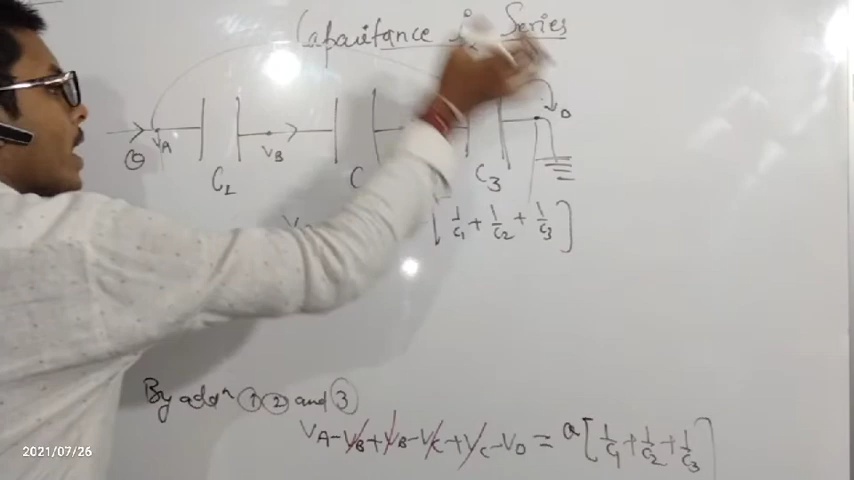 Capacitance in Series
VA VB D
Q
C1 C C3
[1/C1 + 1/C2 + 1/C3]
By addn ① ② and ③
VA - VB + VB - VC + VC - VD = Q[1/C1 + 1/C2 + 1/C3]
2021/07/26